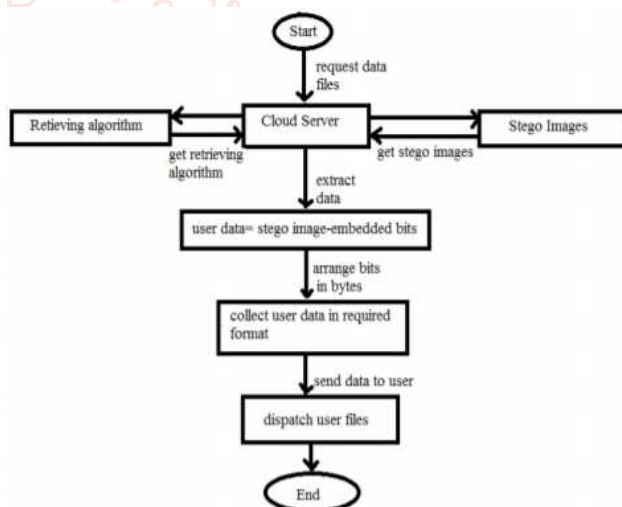 Start
request data
files
Retieving algorithm
Cloud Server
Stego Images
get retrieving
algorithm
get stego images
extract
data
user data= stego image-embedded bits
arrange bits
in bytes
collect user data in required
format
send data to user
dispatch user files
End